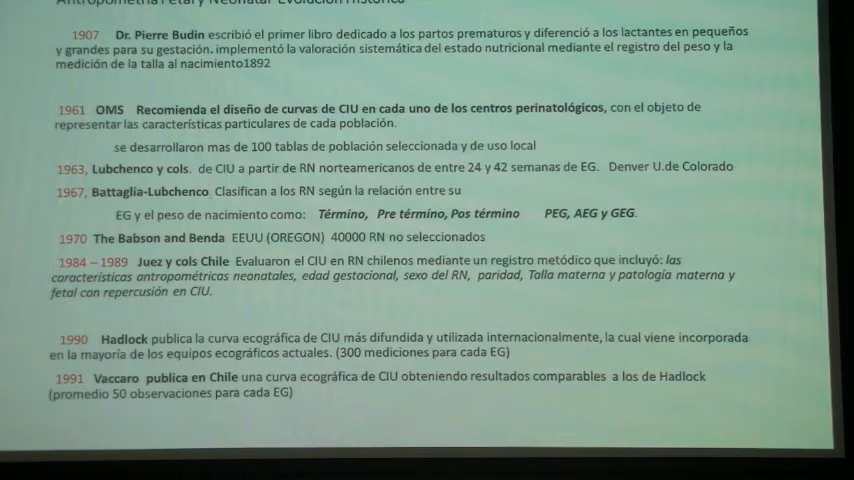 Antropometría Fetal y Neonatal Evolución Histórica
1907 Dr. Pierre Budin escribió el primer libro dedicado a los partos prematuros y diferenció a los lactantes en pequeños
y grandes para su gestación. implementó la valoración sistemática del estado nutricional mediante el registro del peso y la
medición de la talla al nacimiento1892
1961 OMS Recomienda el diseño de curvas de CIU en cada uno de los centros perinatológicos, con el objeto de
representar las características particulares de cada población.
se desarrollaron mas de 100 tablas de población seleccionada y de uso local
1963, Lubchenco y cols. de CIU a partir de RN norteamericanos de entre 24 y 42 semanas de EG. Denver U.de Colorado
1967, Battaglia-Lubchenco Clasifican a los RN según la relación entre su
EG y el peso de nacimiento como: Término, Pre término, Pos término PEG, AEG y GEG.
1970 The Babson and Benda EEUU (OREGON) 40000 RN no seleccionados
1984 – 1989 Juez y cols Chile Evaluaron el CIU en RN chilenos mediante un registro metódico que incluyó: las
características antropométricas neonatales, edad gestacional, sexo del RN, paridad, Talla materna y patología materna y
fetal con repercusión en CIU.
1990 Hadlock publica la curva ecográfica de CIU más difundida y utilizada internacionalmente, la cual viene incorporada
en la mayoría de los equipos ecográficos actuales. (300 mediciones para cada EG)
1991 Vaccaro publica en Chile una curva ecográfica de CIU obteniendo resultados comparables a los de Hadlock
(promedio 50 observaciones para cada EG)